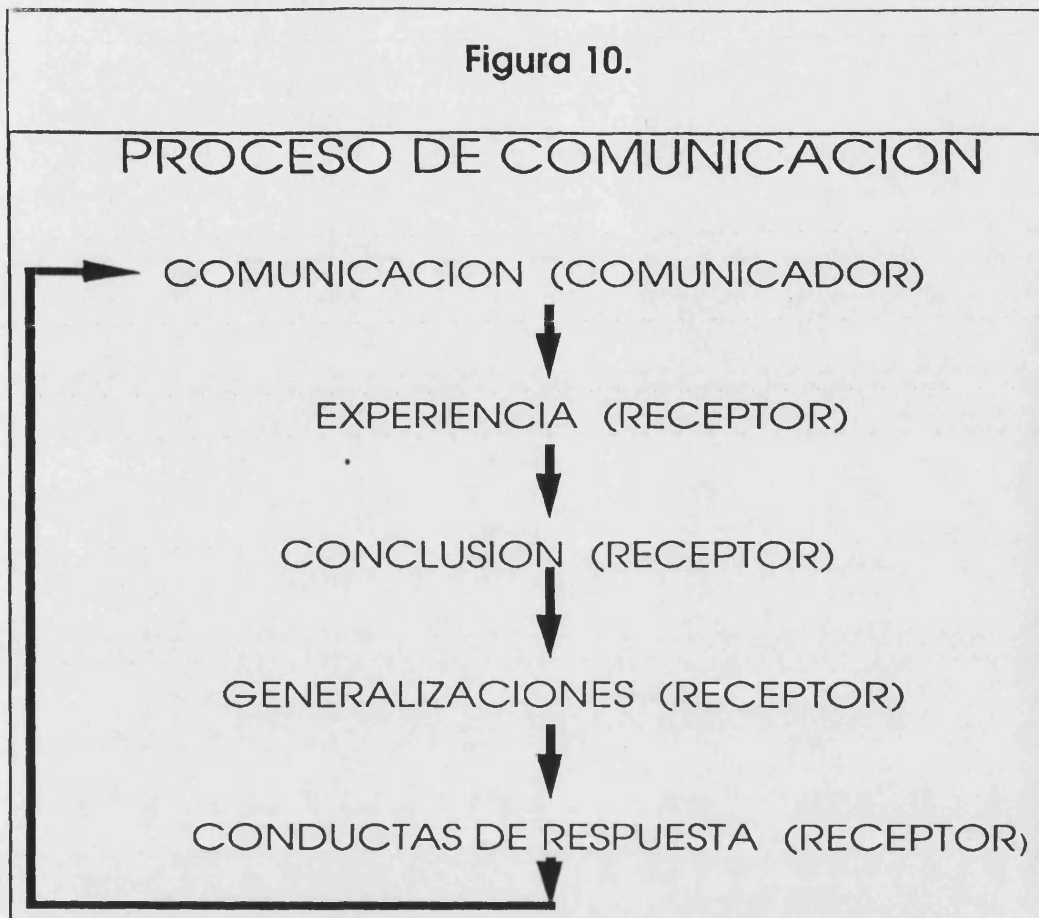 Figura 10.
PROCESO DE COMUNICACION
COMUNICACION (COMUNICADOR)
EXPERIENCIA (RECEPTOR)
CONCLUSION (RECEPTOR)
GENERALIZACIONES (RECEPTOR)
CONDUCTAS DE RESPUESTA (RECEPTOR)